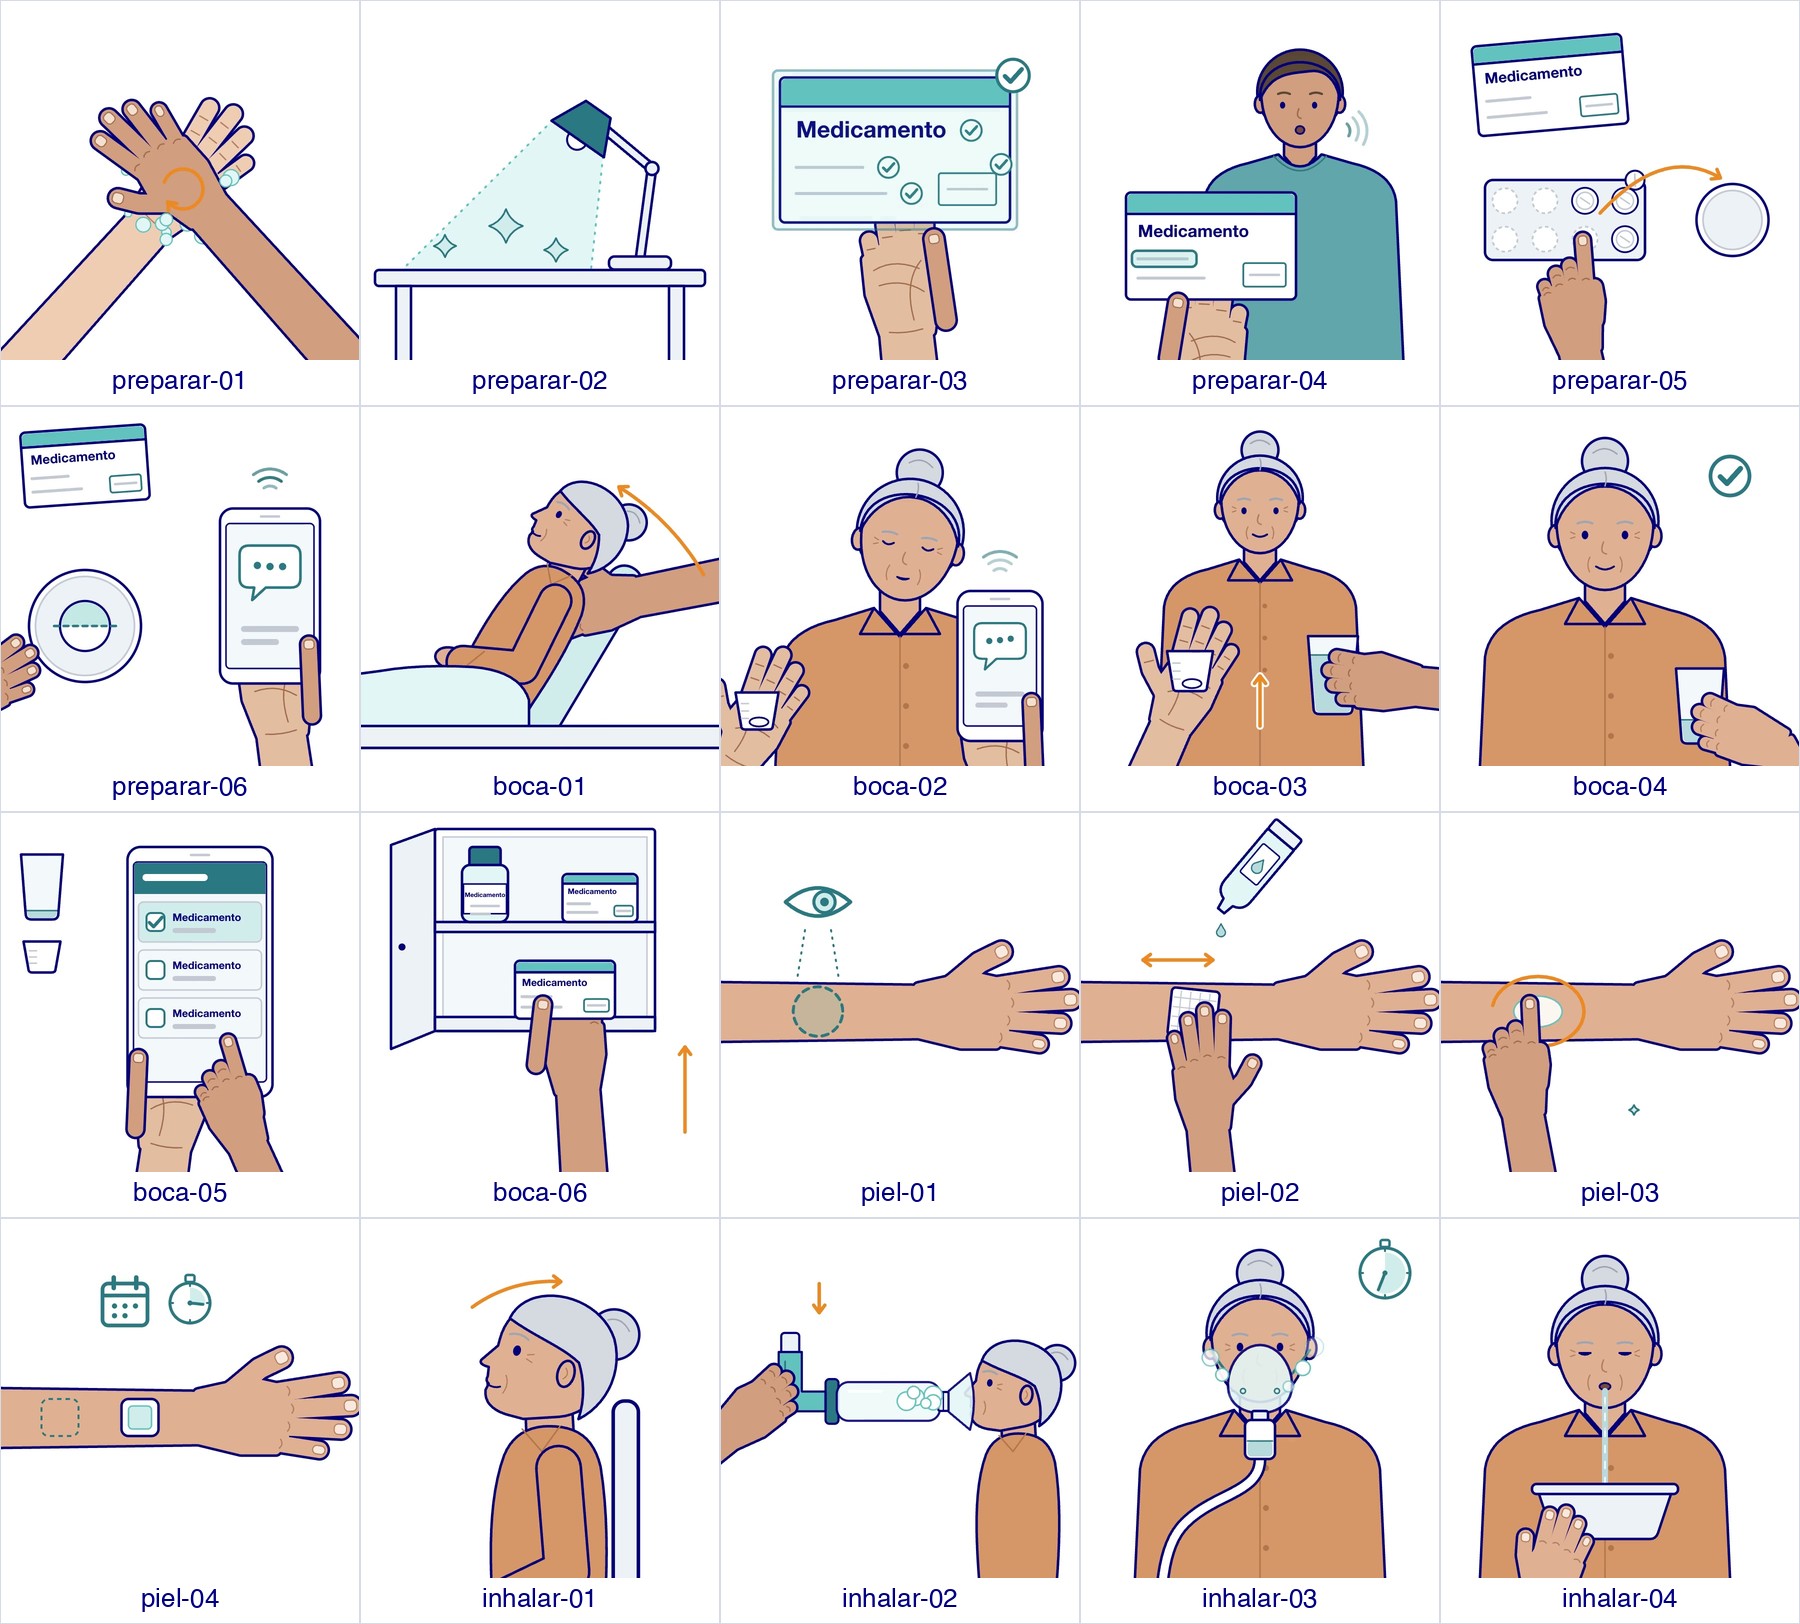 Medicamento
Medicamento
Medicamento
preparar-01
preparar-02
preparar-03
preparar-04
preparar-05
Medicamento
preparar-06
boca-01
boca-02
boca-03
boca-04
Medicamento
Medicamento
Medicamento
Medicamento
Medicamento
Medicamento
boca-05
boca-06
piel-01
piel-02
piel-03
piel-04
inhalar-01
inhalar-02
inhalar-03
inhalar-04